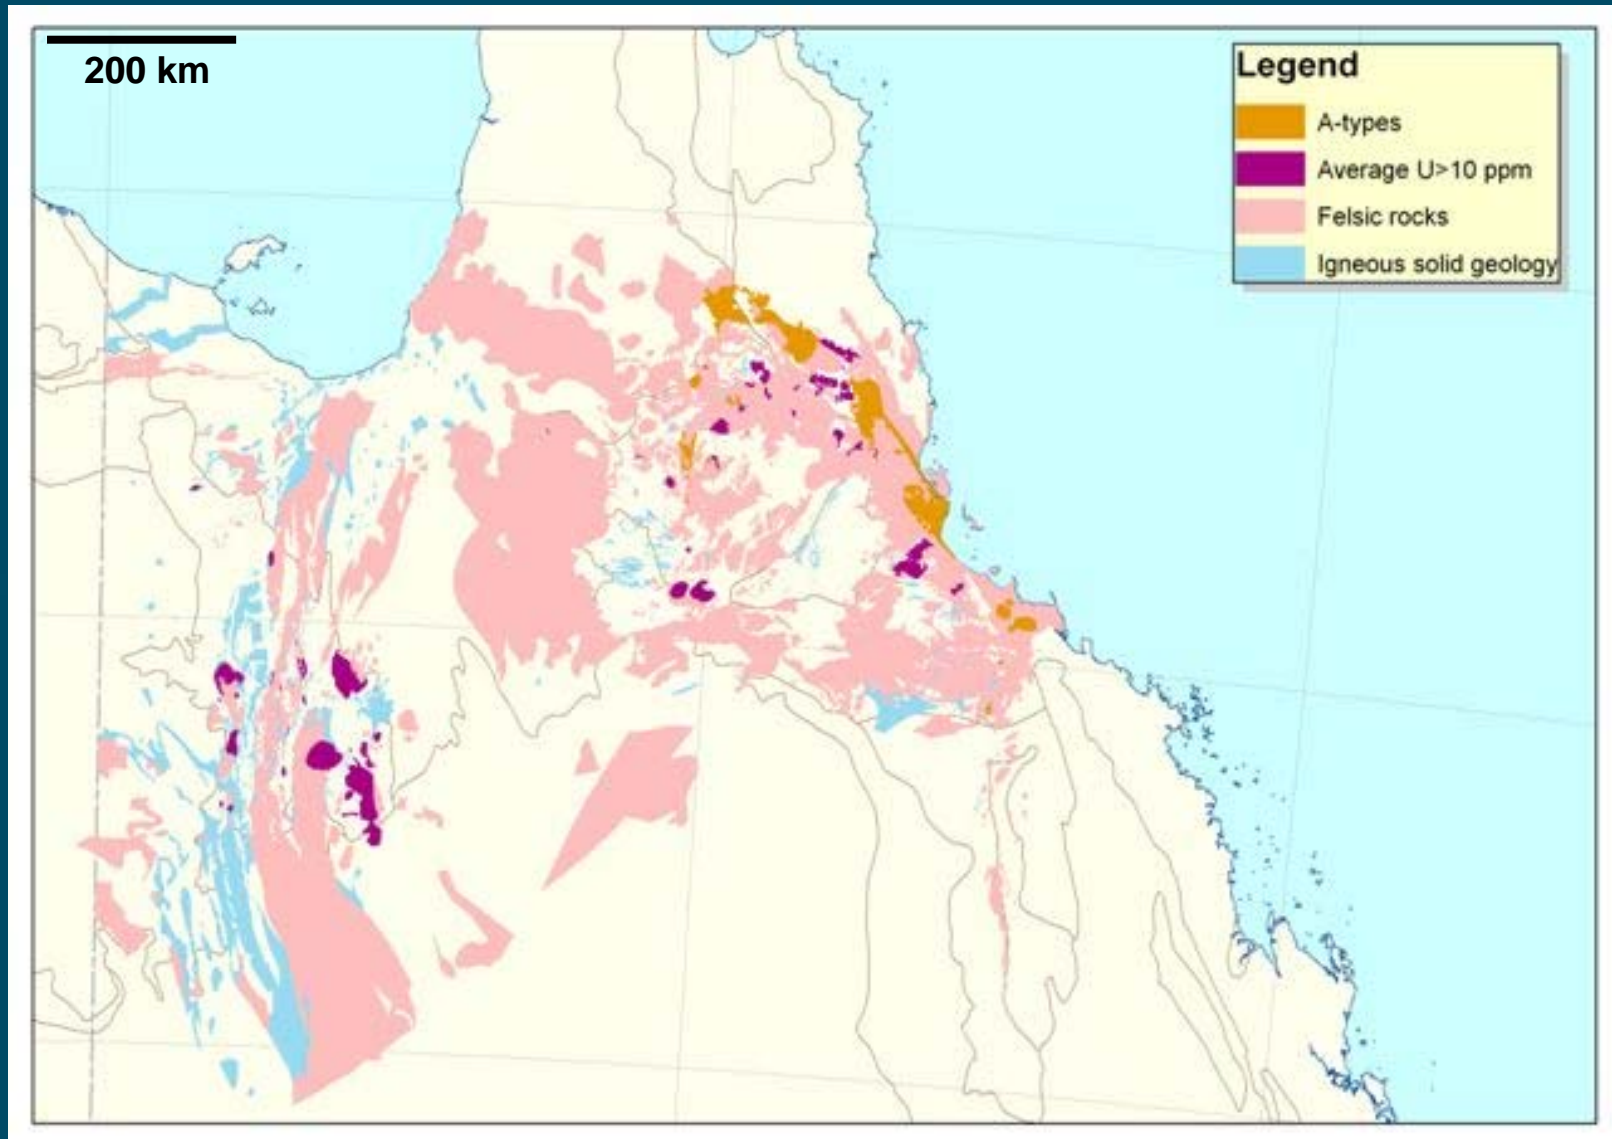 200 km
Legend
A-types
Average U>10 ppm
Felsic rocks
Igneous solid geology